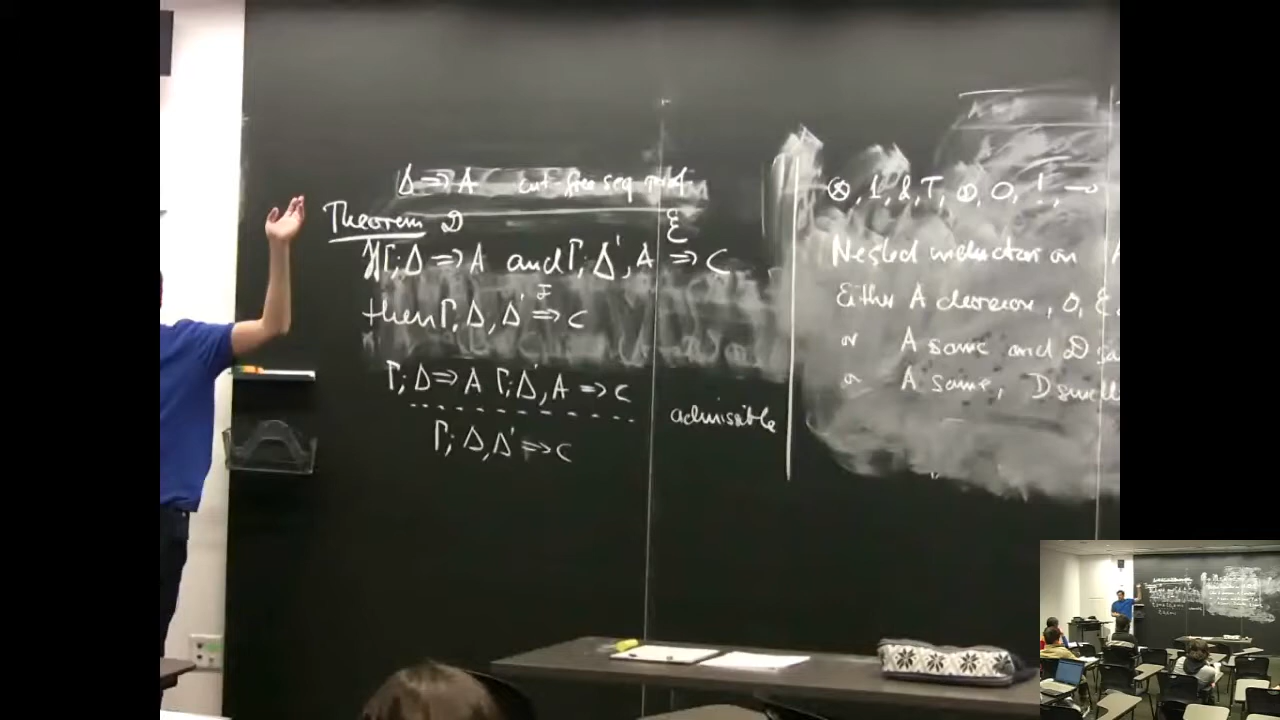 Δ ⇒ A cut-free seq
Theorem D E
If Γ; Δ ⇒ A and Γ; Δ', A ⇒ C
then Γ, Δ, Δ' ⇒ C
F
Γ; Δ ⇒ A Γ; Δ', A ⇒ C
admissible
Γ; Δ, Δ' ⇒ C
⊗, 1, &, T, ⊕, 0, !, ⊸
Nested induction on A
Either A decreases, D, E
or A same and D
or A same, D